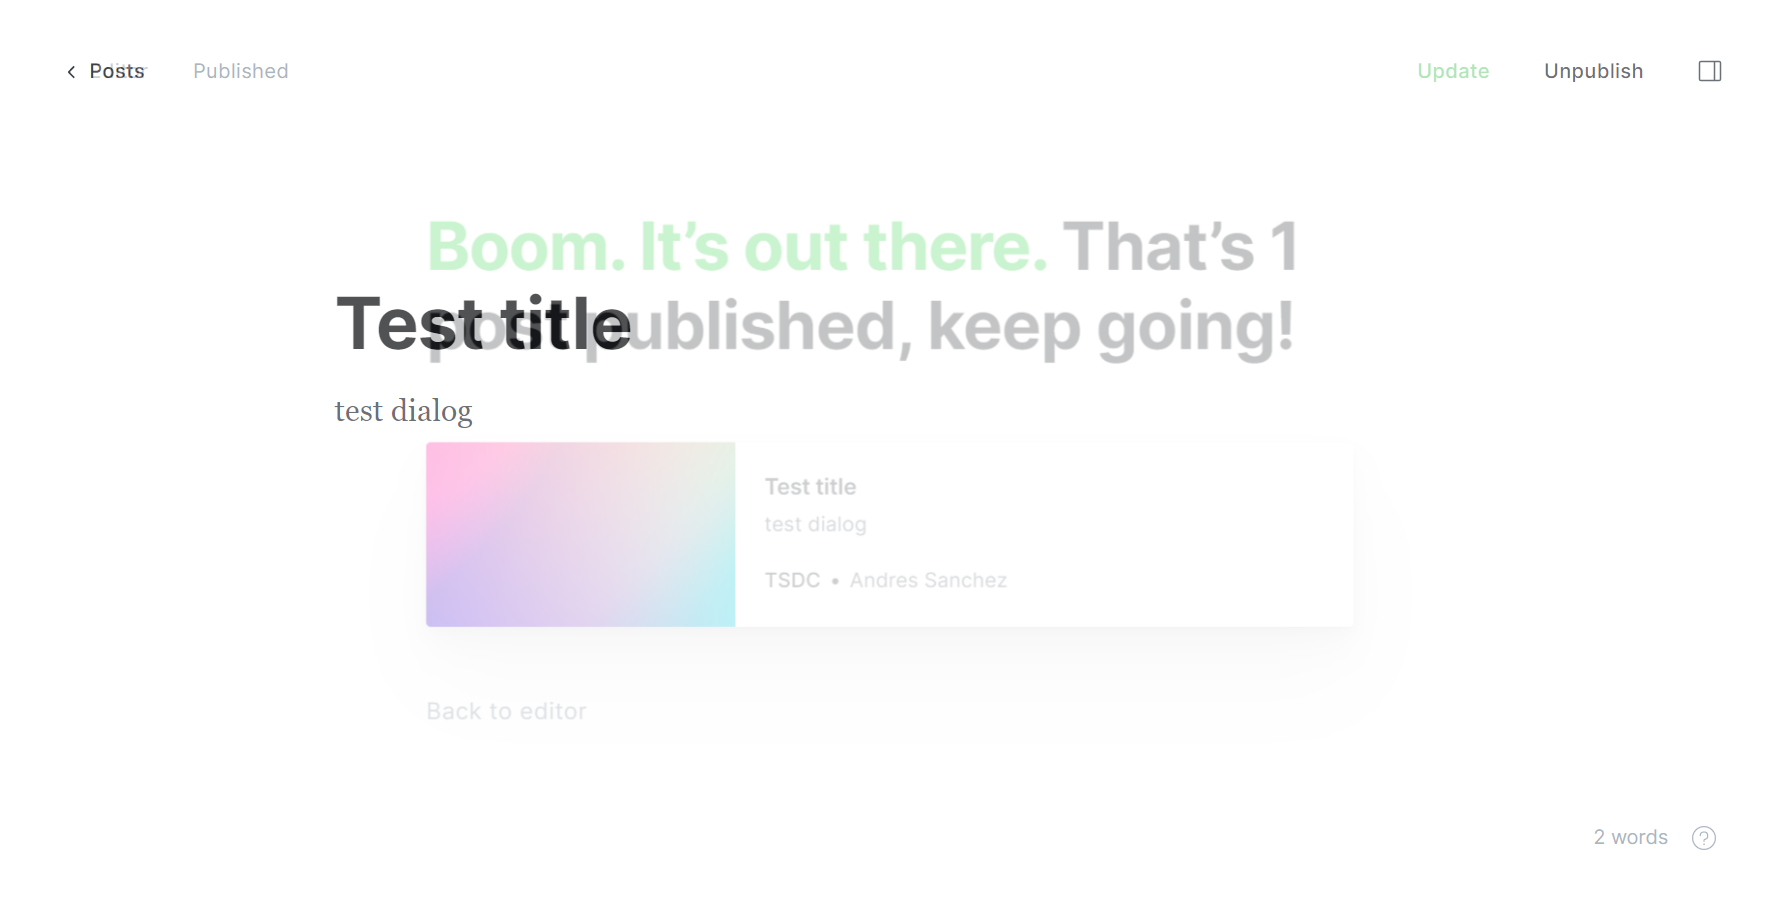 Posts
Editor
Published
Update
Unpublish
Boom. It’s out there. That’s 1
post published, keep going!
Test title
test dialog
Test title
test dialog
TSDC • Andres Sanchez
Back to editor
2 words
?